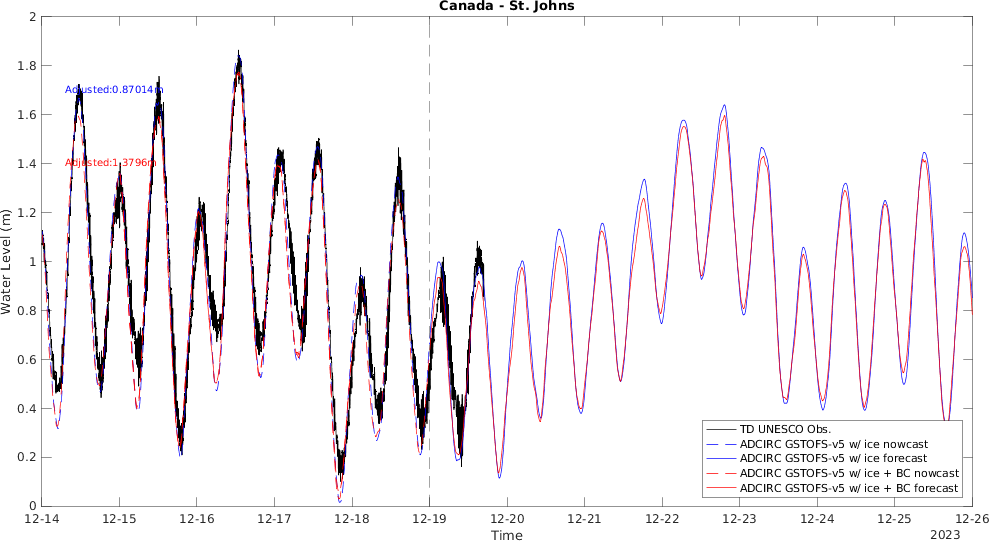 Canada - St. Johns
2
1.8
1.6
1.4
1.2
1
0.8
0.6
0.4
0.2
0
Water Level (m)
Adjusted:0.87014m
Adjusted:1.3796m
TD UNESCO Obs.
ADCIRC GSTOFS-v5 w/ ice nowcast
ADCIRC GSTOFS-v5 w/ ice forecast
ADCIRC GSTOFS-v5 w/ ice + BC nowcast
ADCIRC GSTOFS-v5 w/ ice + BC forecast
12-14 12-15 12-16 12-17 12-18 12-19 12-20 12-21 12-22 12-23 12-24 12-25 12-26
Time
2023